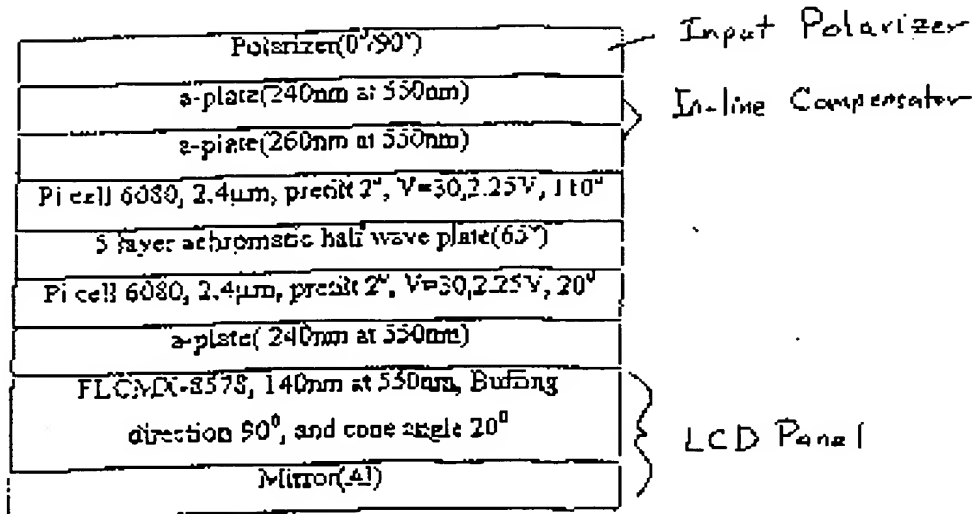 Polarizer(0°/90°)
Input Polarizer
a-plate(240nm at 550nm)
In-line Compensator
a-plate(260nm at 550nm)
Pi cell 6080, 2.4μm, pretilt 2°, V=30,2.25V, 110°
5 layer achromatic half wave plate(65°)
Pi cell 6080, 2.4μm, pretilt 2°, V=30,2.25V, 20°
a-plate( 240nm at 550nm)
FLCMX-8578, 140nm at 550nm, Buffing
direction 90°, and cone angle 20°
LCD Panel
Mirror(Al)